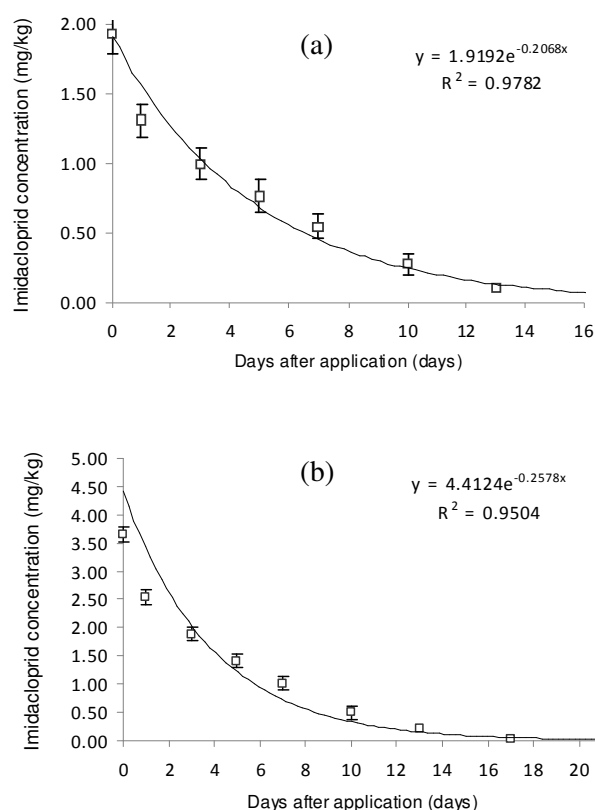 (a)
y = 1.9192e^-0.2068x
R^2 = 0.9782
Imidacloprid concentration (mg/kg)
2.00
1.50
1.00
0.50
0.00
0 2 4 6 8 10 12 14 16
Days after application (days)
(b)
y = 4.4124e^-0.2578x
R^2 = 0.9504
Imidacloprid concentration (mg/kg)
5.00
4.50
4.00
3.50
3.00
2.50
2.00
1.50
1.00
0.50
0.00
0 2 4 6 8 10 12 14 16 18 20
Days after application (days)